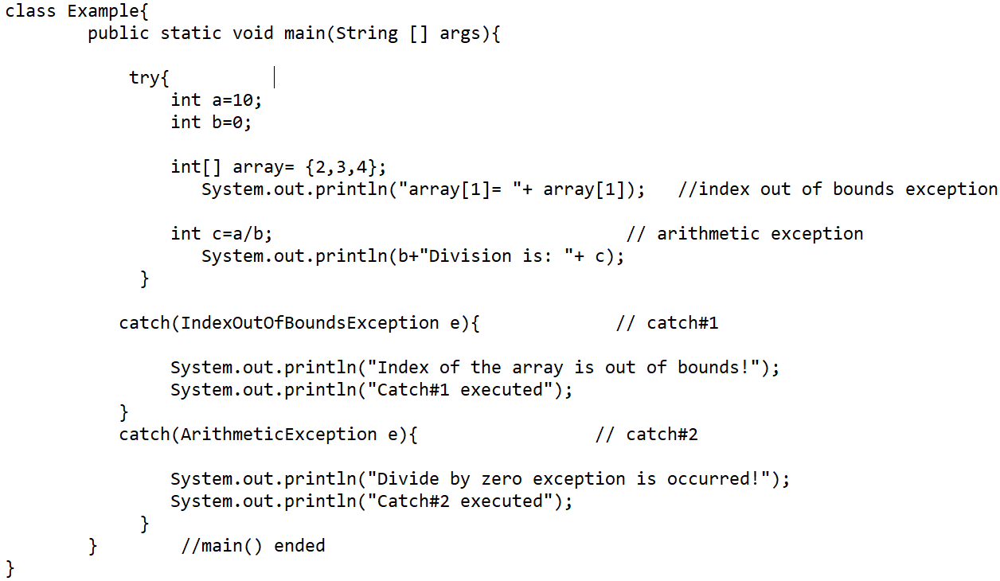 class Example{
public static void main(String [] args){
try{
int a=10;
int b=0;
int[] array= {2,3,4};
System.out.println("array[1]= "+ array[1]); //index out of bounds exception
int c=a/b; // arithmetic exception
System.out.println(b+"Division is: "+ c);
}
catch(IndexOutOfBoundsException e){ // catch#1
System.out.println("Index of the array is out of bounds!");
System.out.println("Catch#1 executed");
}
catch(ArithmeticException e){ // catch#2
System.out.println("Divide by zero exception is occurred!");
System.out.println("Catch#2 executed");
}
} //main() ended
}